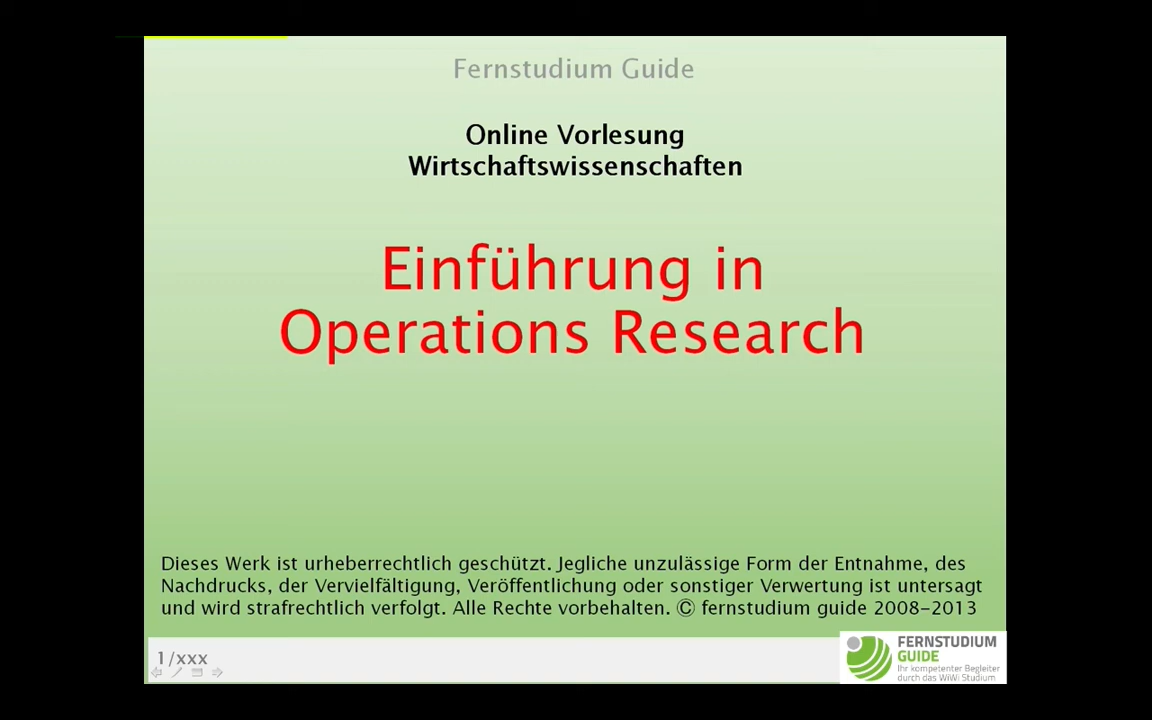 Fernstudium Guide
Online Vorlesung
Wirtschaftswissenschaften
Einführung in
Operations Research
Dieses Werk ist urheberrechtlich geschützt. Jegliche unzulässige Form der Entnahme, des
Nachdrucks, der Vervielfältigung, Veröffentlichung oder sonstiger Verwertung ist untersagt
und wird strafrechtlich verfolgt. Alle Rechte vorbehalten. © fernstudium guide 2008-2013
1/xxx
FERNSTUDIUM
GUIDE
Ihr kompetenter Begleiter
durch das WiWi Studium